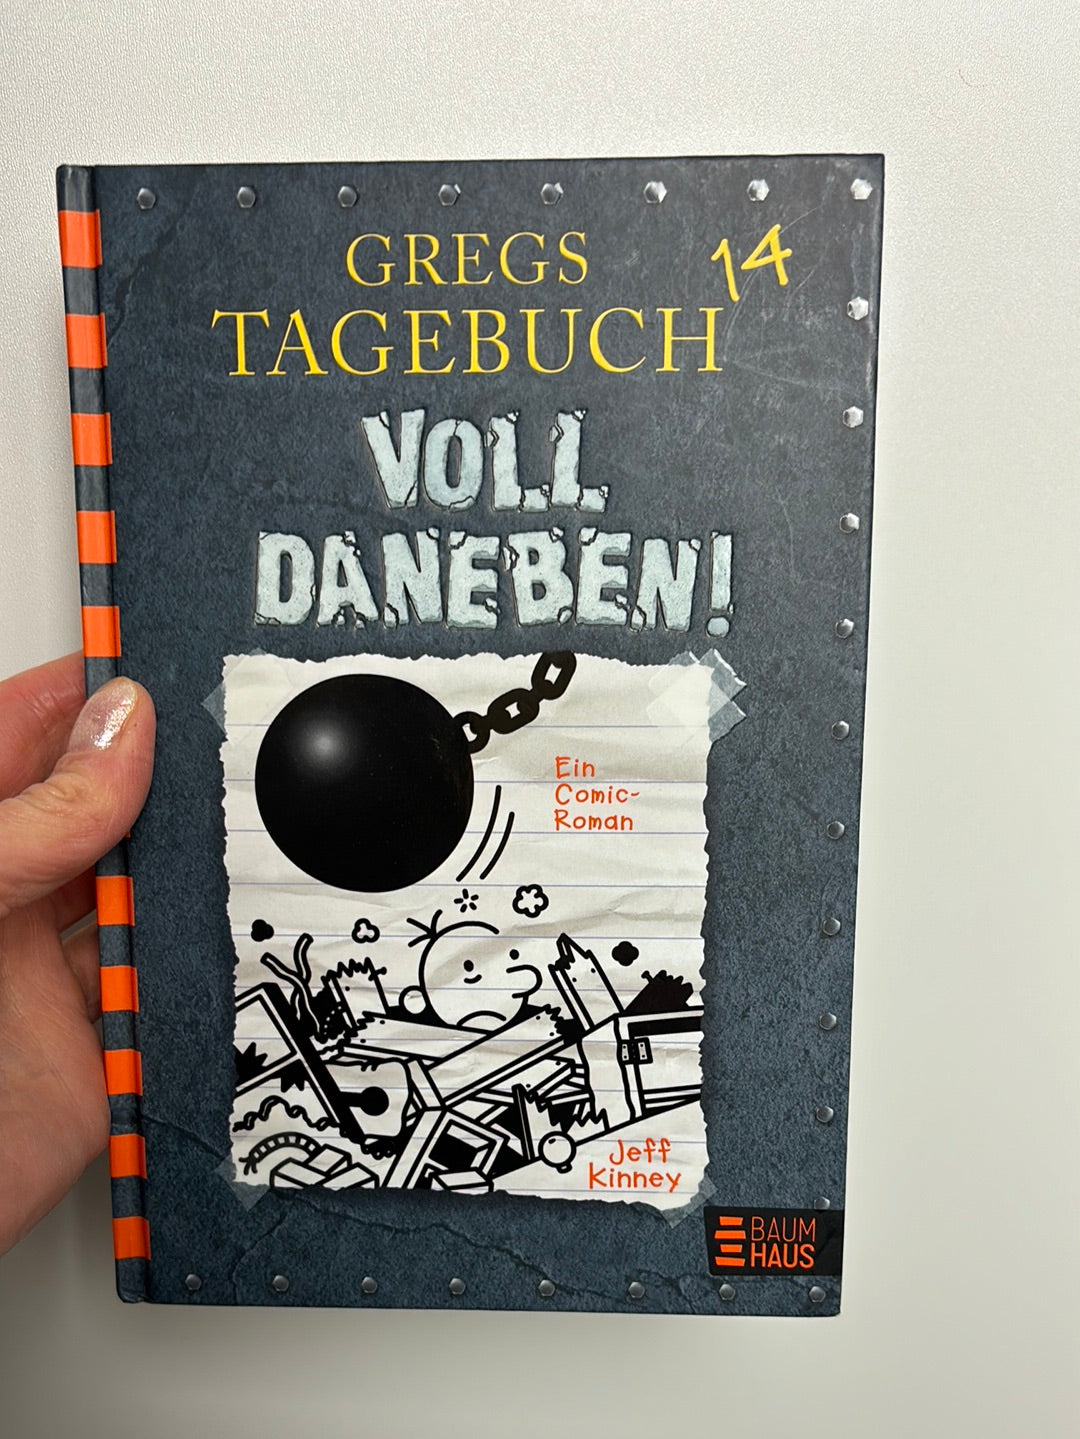 GREGS
TAGEBUCH 14
VOLL
DANEBEN!
Ein
Comic-
Roman
Jeff
Kinney
BAUM
HAUS